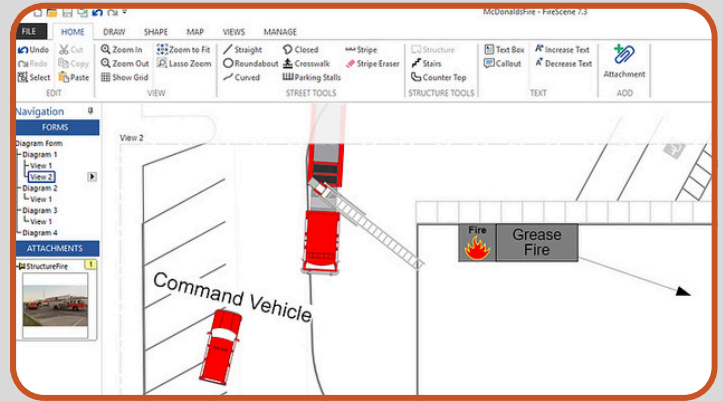 McDonaldsFire - FireScene 7.3
FILE HOME DRAW SHAPE MAP VIEWS MANAGE
Undo Cut Zoom In Zoom to Fit Straight Closed Stripe Structure Text Box Increase Text
Redo Copy Zoom Out Lasso Zoom Roundabout Crosswalk Stripe Eraser Stairs Callout Decrease Text Attachment
Select Paste Show Grid Curved Parking Stalls Counter Top
EDIT VIEW STREET TOOLS STRUCTURE TOOLS TEXT ADD
Navigation
FORMS
Diagram Form
Diagram 1
View 1
View 2
Diagram 2
View 1
Diagram 3
View 1
Diagram 4
ATTACHMENTS
StructureFire 1
View 2
Fire
Grease
Fire
Command Vehicle